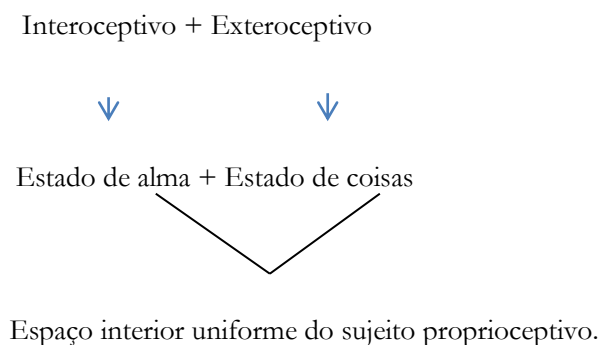 Interoceptivo + Exteroceptivo
Estado de alma + Estado de coisas
Espaço interior uniforme do sujeito proprioceptivo.